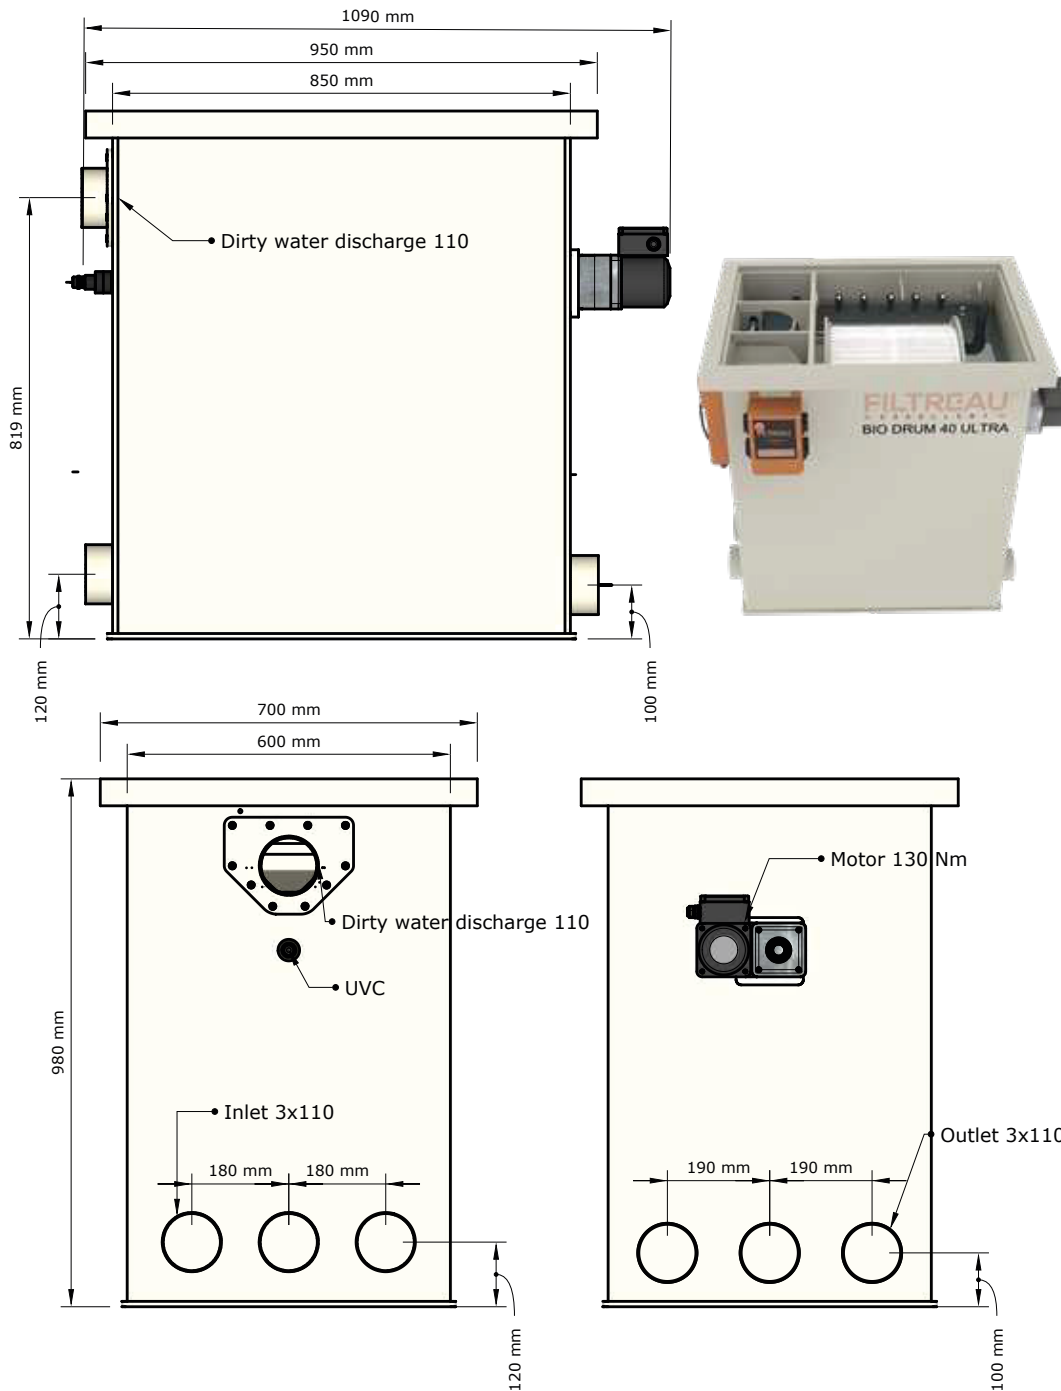 1090 mm
950 mm
850 mm
Dirty water discharge 110
819 mm
120 mm
100 mm
FILTREAU
BIO DRUM 40 ULTRA
700 mm
600 mm
Dirty water discharge 110
UVC
980 mm
Inlet 3x110
180 mm
180 mm
120 mm
Motor 130 Nm
Outlet 3x110
190 mm
190 mm
100 mm